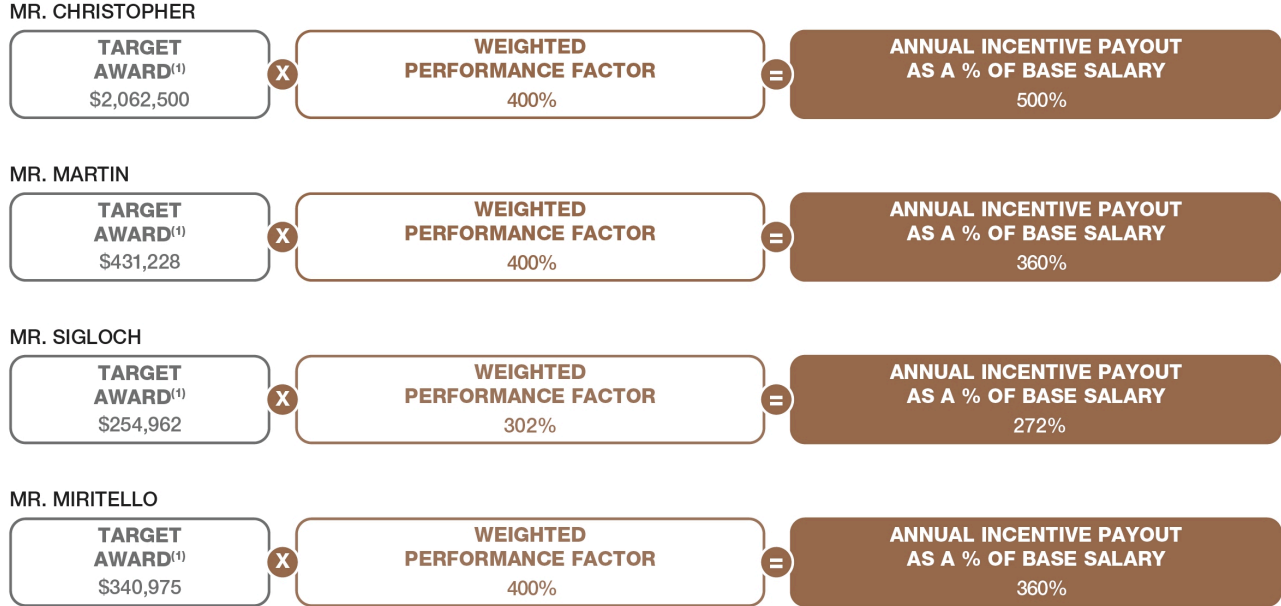 MR. CHRISTOPHER
TARGET
AWARD(1)
$2,062,500
X
WEIGHTED
PERFORMANCE FACTOR
400%
=
ANNUAL INCENTIVE PAYOUT
AS A % OF BASE SALARY
500%
MR. MARTIN
TARGET
AWARD(1)
$431,228
X
WEIGHTED
PERFORMANCE FACTOR
400%
=
ANNUAL INCENTIVE PAYOUT
AS A % OF BASE SALARY
360%
MR. SIGLOCH
TARGET
AWARD(1)
$254,962
X
WEIGHTED
PERFORMANCE FACTOR
302%
=
ANNUAL INCENTIVE PAYOUT
AS A % OF BASE SALARY
272%
MR. MIRITELLO
TARGET
AWARD(1)
$340,975
X
WEIGHTED
PERFORMANCE FACTOR
400%
=
ANNUAL INCENTIVE PAYOUT
AS A % OF BASE SALARY
360%